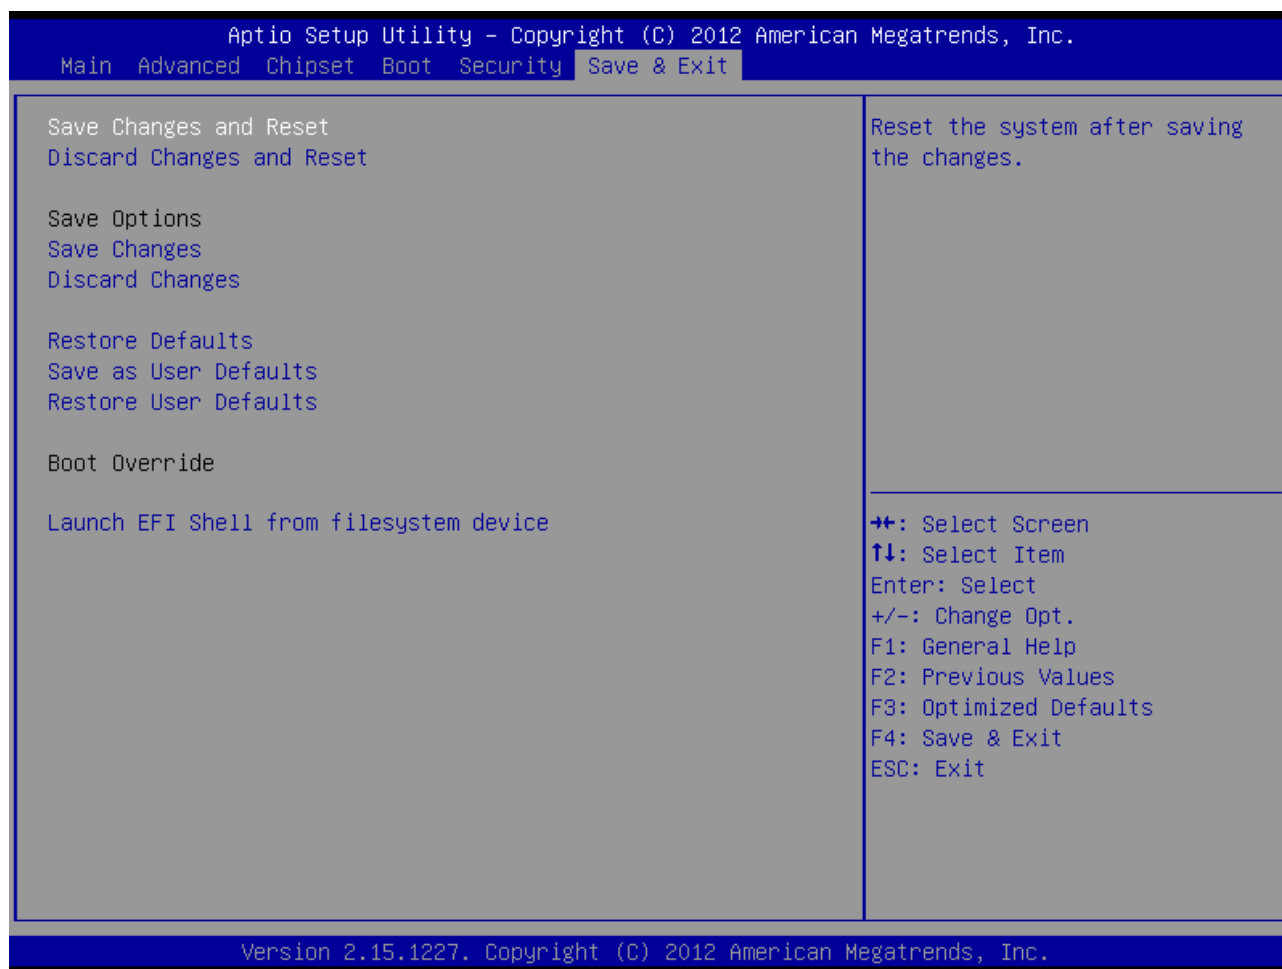 Aptio Setup Utility – Copyright (C) 2012 American Megatrends, Inc.
Main Advanced Chipset Boot Security Save & Exit
Save Changes and Reset
Discard Changes and Reset
Save Options
Save Changes
Discard Changes
Restore Defaults
Save as User Defaults
Restore User Defaults
Boot Override
Launch EFI Shell from filesystem device
Reset the system after saving
the changes.
→←: Select Screen
↑↓: Select Item
Enter: Select
+/-: Change Opt.
F1: General Help
F2: Previous Values
F3: Optimized Defaults
F4: Save & Exit
ESC: Exit
Version 2.15.1227. Copyright (C) 2012 American Megatrends, Inc.